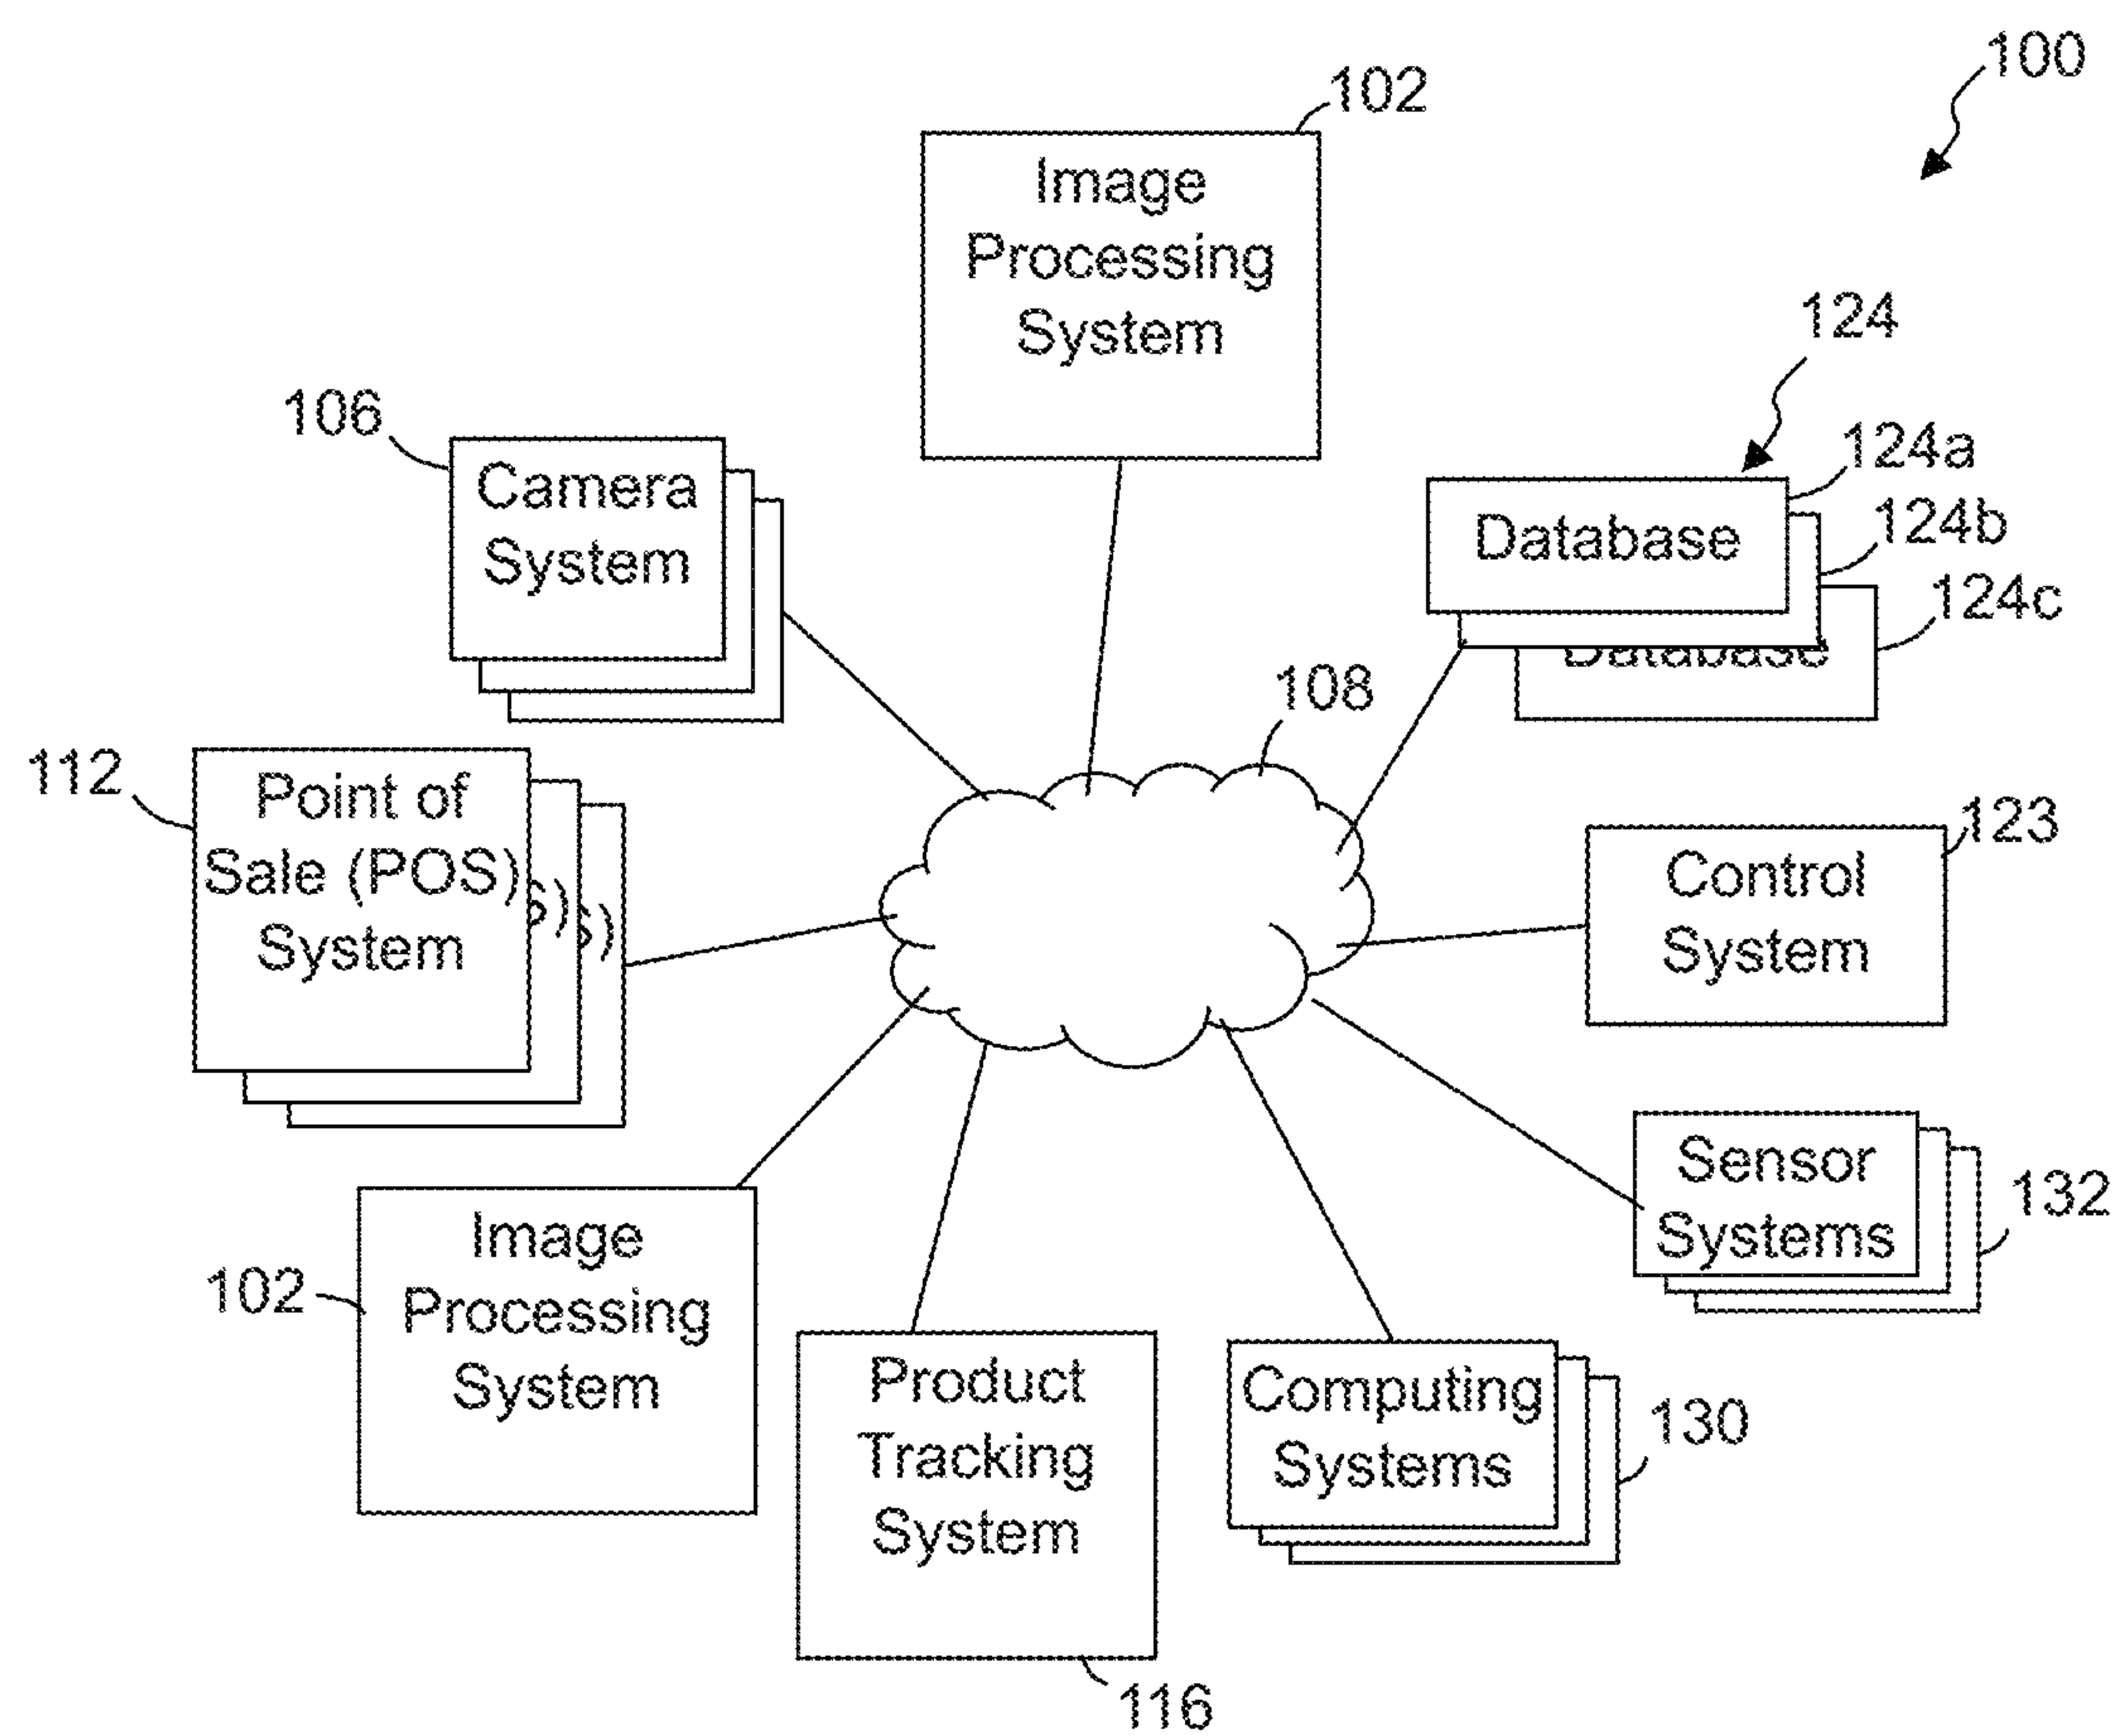 100
102
Image
Processing
System
124
106
Camera
System
124a
Database
124b
124c
Database
108
112
Point of
Sale (POS)
System
S)
)
123
Control
System
Sensor
Systems
132
Image
Processing
System
102
Product
Tracking
System
116
Computing
Systems
130